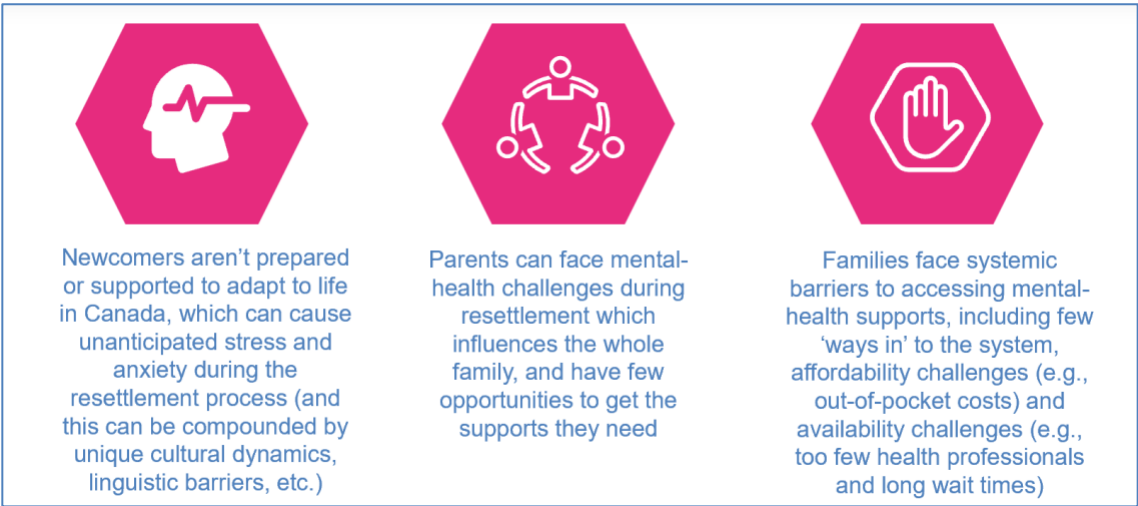 Newcomers aren’t prepared
or supported to adapt to life
in Canada, which can cause
unanticipated stress and
anxiety during the
resettlement process (and
this can be compounded by
unique cultural dynamics,
linguistic barriers, etc.)
Parents can face mental-
health challenges during
resettlement which
influences the whole
family, and have few
opportunities to get the
supports they need
Families face systemic
barriers to accessing mental-
health supports, including few
‘ways in’ to the system,
affordability challenges (e.g.,
out-of-pocket costs) and
availability challenges (e.g.,
too few health professionals
and long wait times)